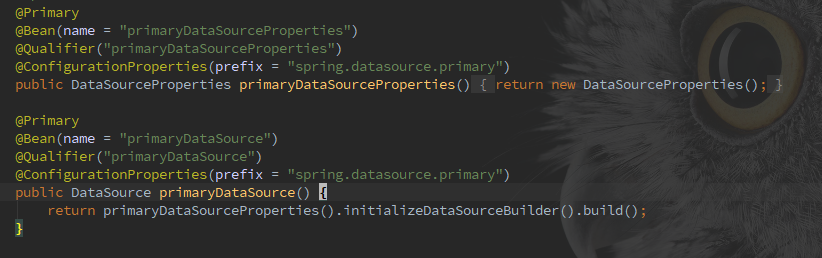 @Primary
@Bean(name = "primaryDataSourceProperties")
@Qualifier("primaryDataSourceProperties")
@ConfigurationProperties(prefix = "spring.datasource.primary")
public DataSourceProperties primaryDataSourceProperties() { return new DataSourceProperties(); }
@Primary
@Bean(name = "primaryDataSource")
@Qualifier("primaryDataSource")
@ConfigurationProperties(prefix = "spring.datasource.primary")
public DataSource primaryDataSource() {
return primaryDataSourceProperties().initializeDataSourceBuilder().build();
}